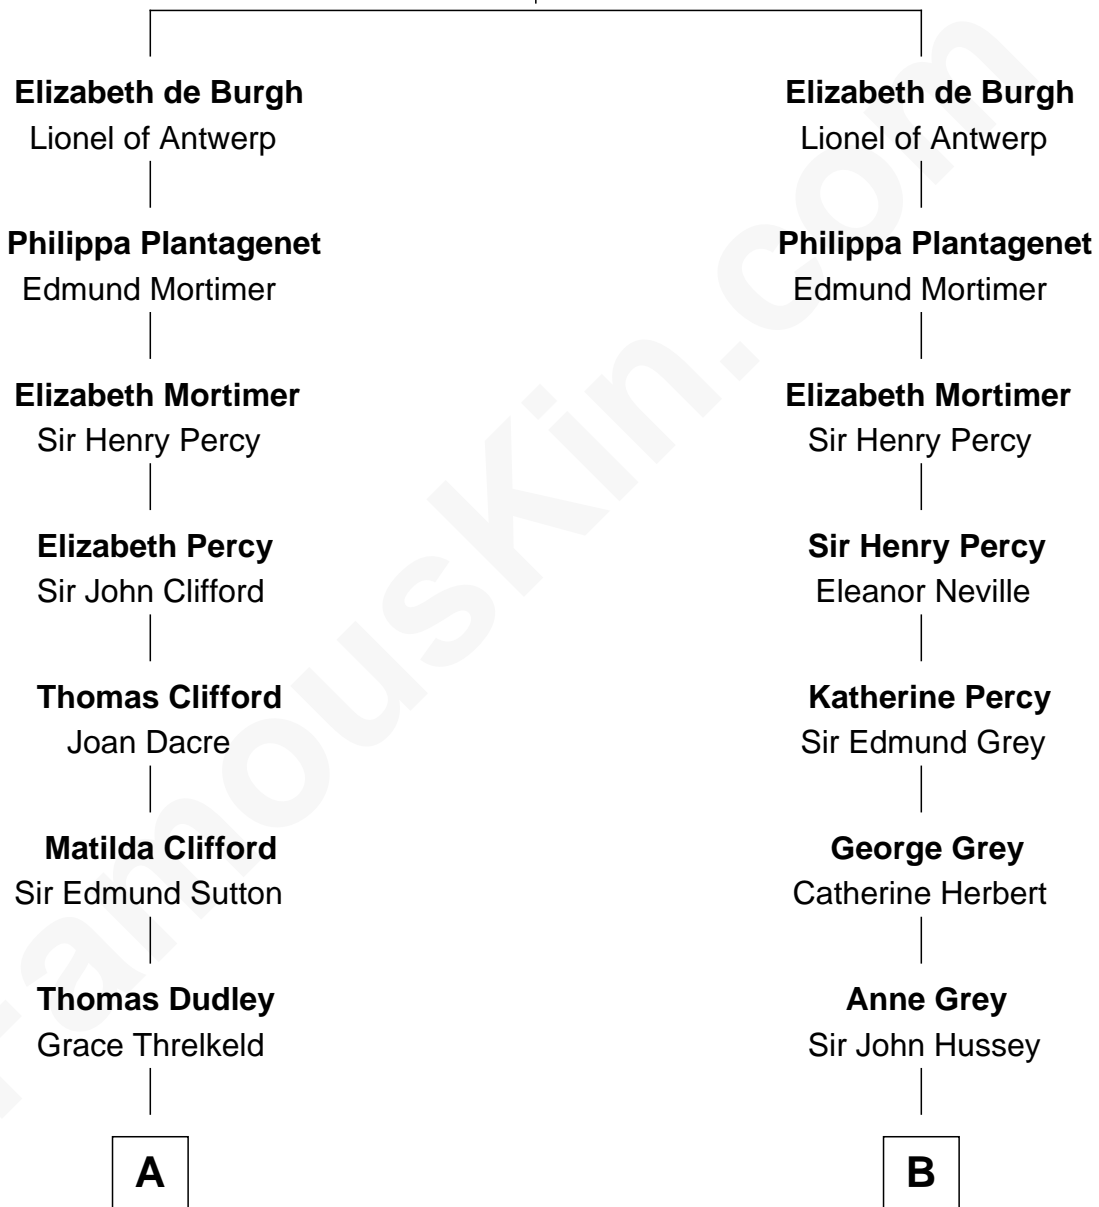 Elizabeth de Burgh
Lionel of Antwerp
Philippa Plantagenet
Edmund Mortimer
Elizabeth Mortimer
Sir Henry Percy
Elizabeth Percy
Sir John Clifford
Thomas Clifford
Joan Dacre
Matilda Clifford
Sir Edmund Sutton
Thomas Dudley
Grace Threlkeld
A
Elizabeth de Burgh
Lionel of Antwerp
Philippa Plantagenet
Edmund Mortimer
Elizabeth Mortimer
Sir Henry Percy
Sir Henry Percy
Eleanor Neville
Katherine Percy
Sir Edmund Grey
George Grey
Catherine Herbert
Anne Grey
Sir John Hussey
B
FamousKin.com